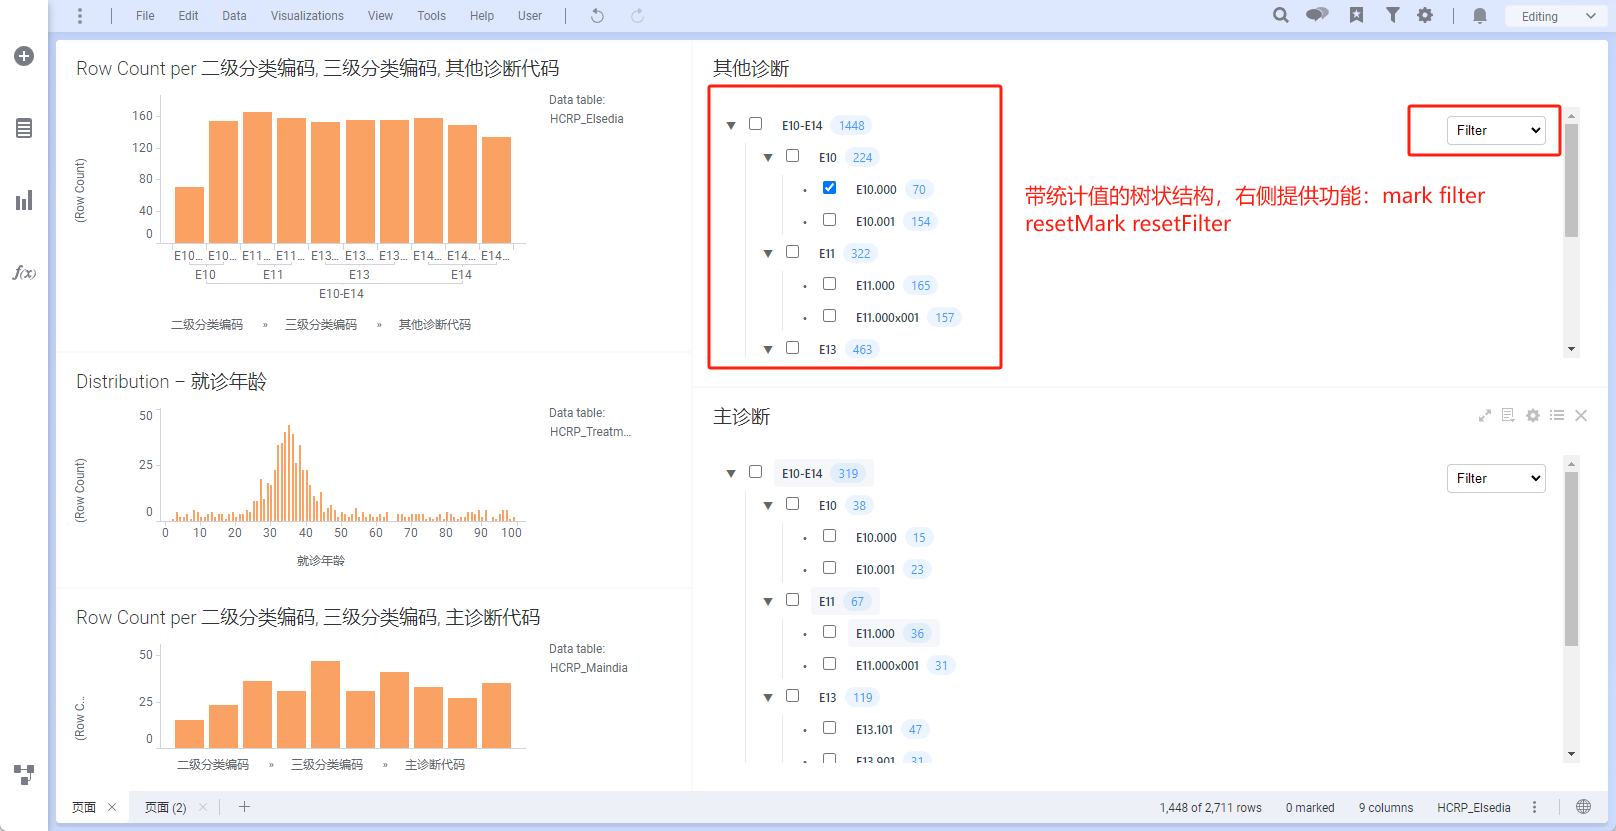 File Edit Data Visualizations View Tools Help User
Editing
f(x)
Row Count per 二级分类编码, 三级分类编码, 其他诊断代码
Data table:
HCRP_Elsedia
(Row Count)
160
120
80
40
0
E10... E10... E11... E11... E13... E13... E13... E14... E14... E14...
E10 E11 E13 E14
E10-E14
二级分类编码 » 三级分类编码 » 其他诊断代码
Distribution – 就诊年龄
Data table:
HCRP_Treatm...
(Row Count)
50
25
0
0 10 20 30 40 50 60 70 80 90 100
就诊年龄
Row Count per 二级分类编码, 三级分类编码, 主诊断代码
Data table:
HCRP_Maindia
(Row C...
50
25
0
二级分类编码 » 三级分类编码 » 主诊断代码
其他诊断
E10-E14 1448
E10 224
E10.000 70
E10.001 154
E11 322
E11.000 165
E11.000x001 157
E13 463
Filter
带统计值的树状结构，右侧提供功能：mark filter
resetMark resetFilter
主诊断
E10-E14 319
E10 38
E10.000 15
E10.001 23
E11 67
E11.000 36
E11.000x001 31
E13 119
E13.101 47
E13.901 31
Filter
页面 页面 (2)
1,448 of 2,711 rows 0 marked 9 columns HCRP_Elsedia